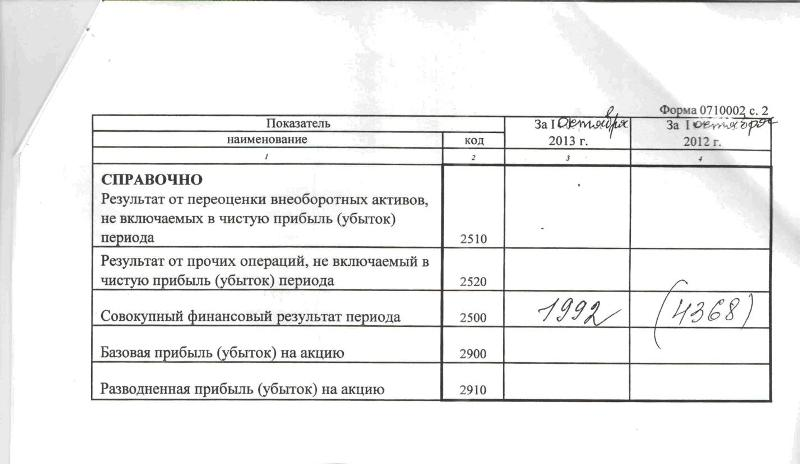 Форма 0710002 с. 2
Показатель За 1 октября За 1 октября
наименование код 2013 г. 2012 г.
1 2 3 4
СПРАВОЧНО
Результат от переоценки внеоборотных активов,
не включаемых в чистую прибыль (убыток)
периода 2510
Результат от прочих операций, не включаемый в
чистую прибыль (убыток) периода 2520
Совокупный финансовый результат периода 2500 1992 (4368)
Базовая прибыль (убыток) на акцию 2900
Разводненная прибыль (убыток) на акцию 2910